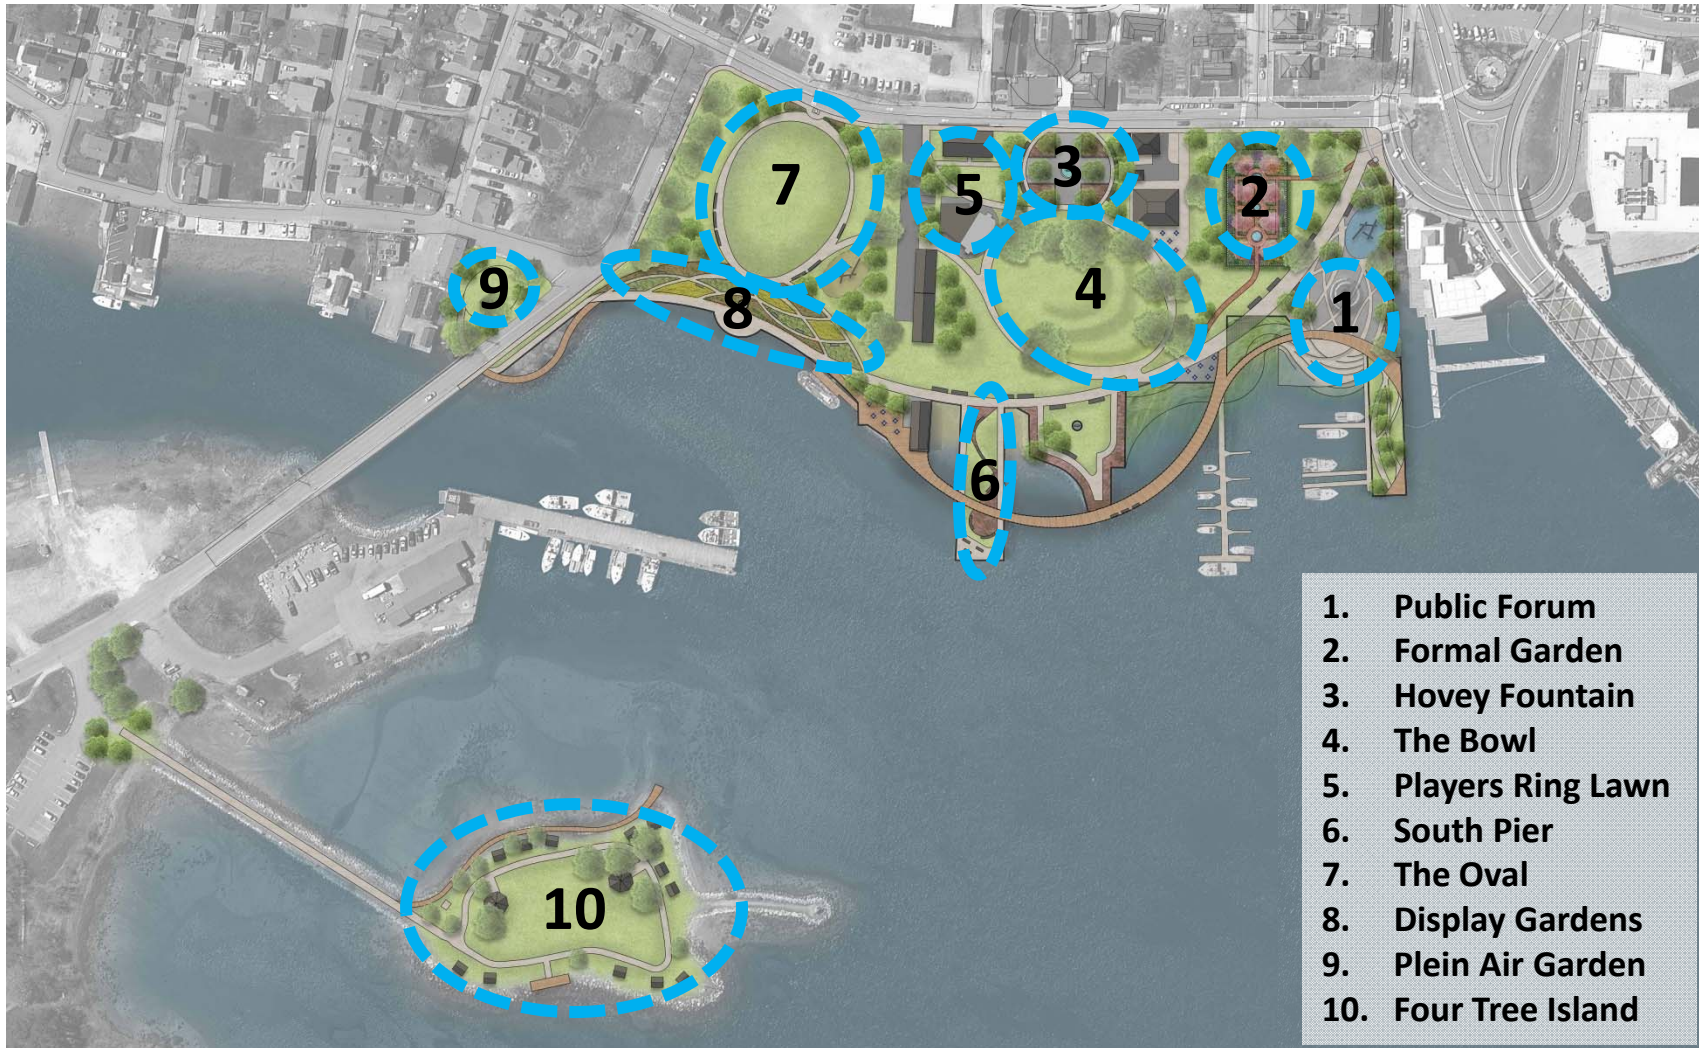 7
3
5
2
4
9
8
1
6
10
1. Public Forum
2. Formal Garden
3. Hovey Fountain
4. The Bowl
5. Players Ring Lawn
6. South Pier
7. The Oval
8. Display Gardens
9. Plein Air Garden
10. Four Tree Island